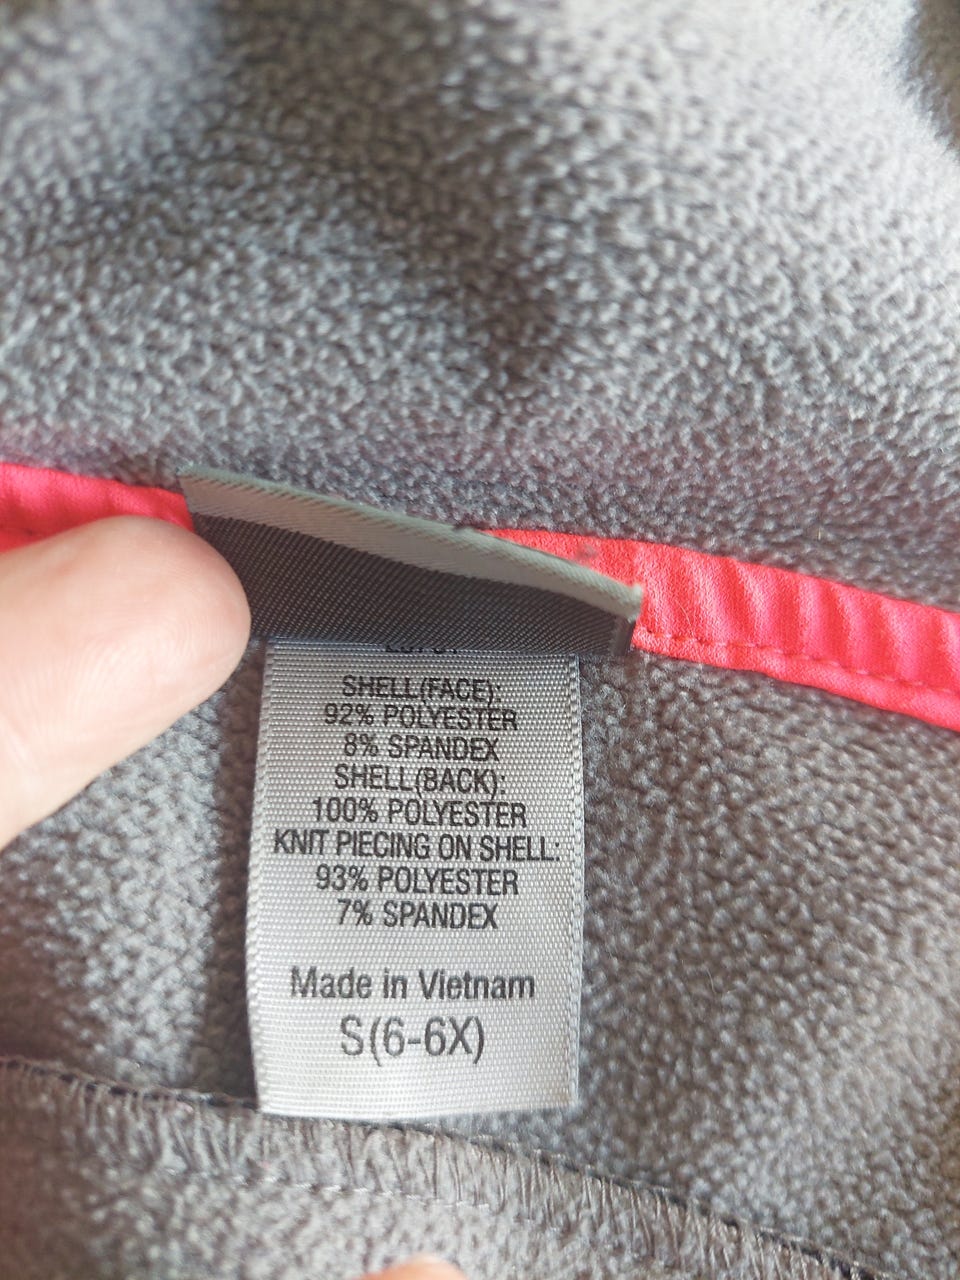 SHELL(FACE):
92% POLYESTER
8% SPANDEX
SHELL(BACK):
100% POLYESTER
KNIT PIECING ON SHELL:
93% POLYESTER
7% SPANDEX
Made in Vietnam
S(6-6X)